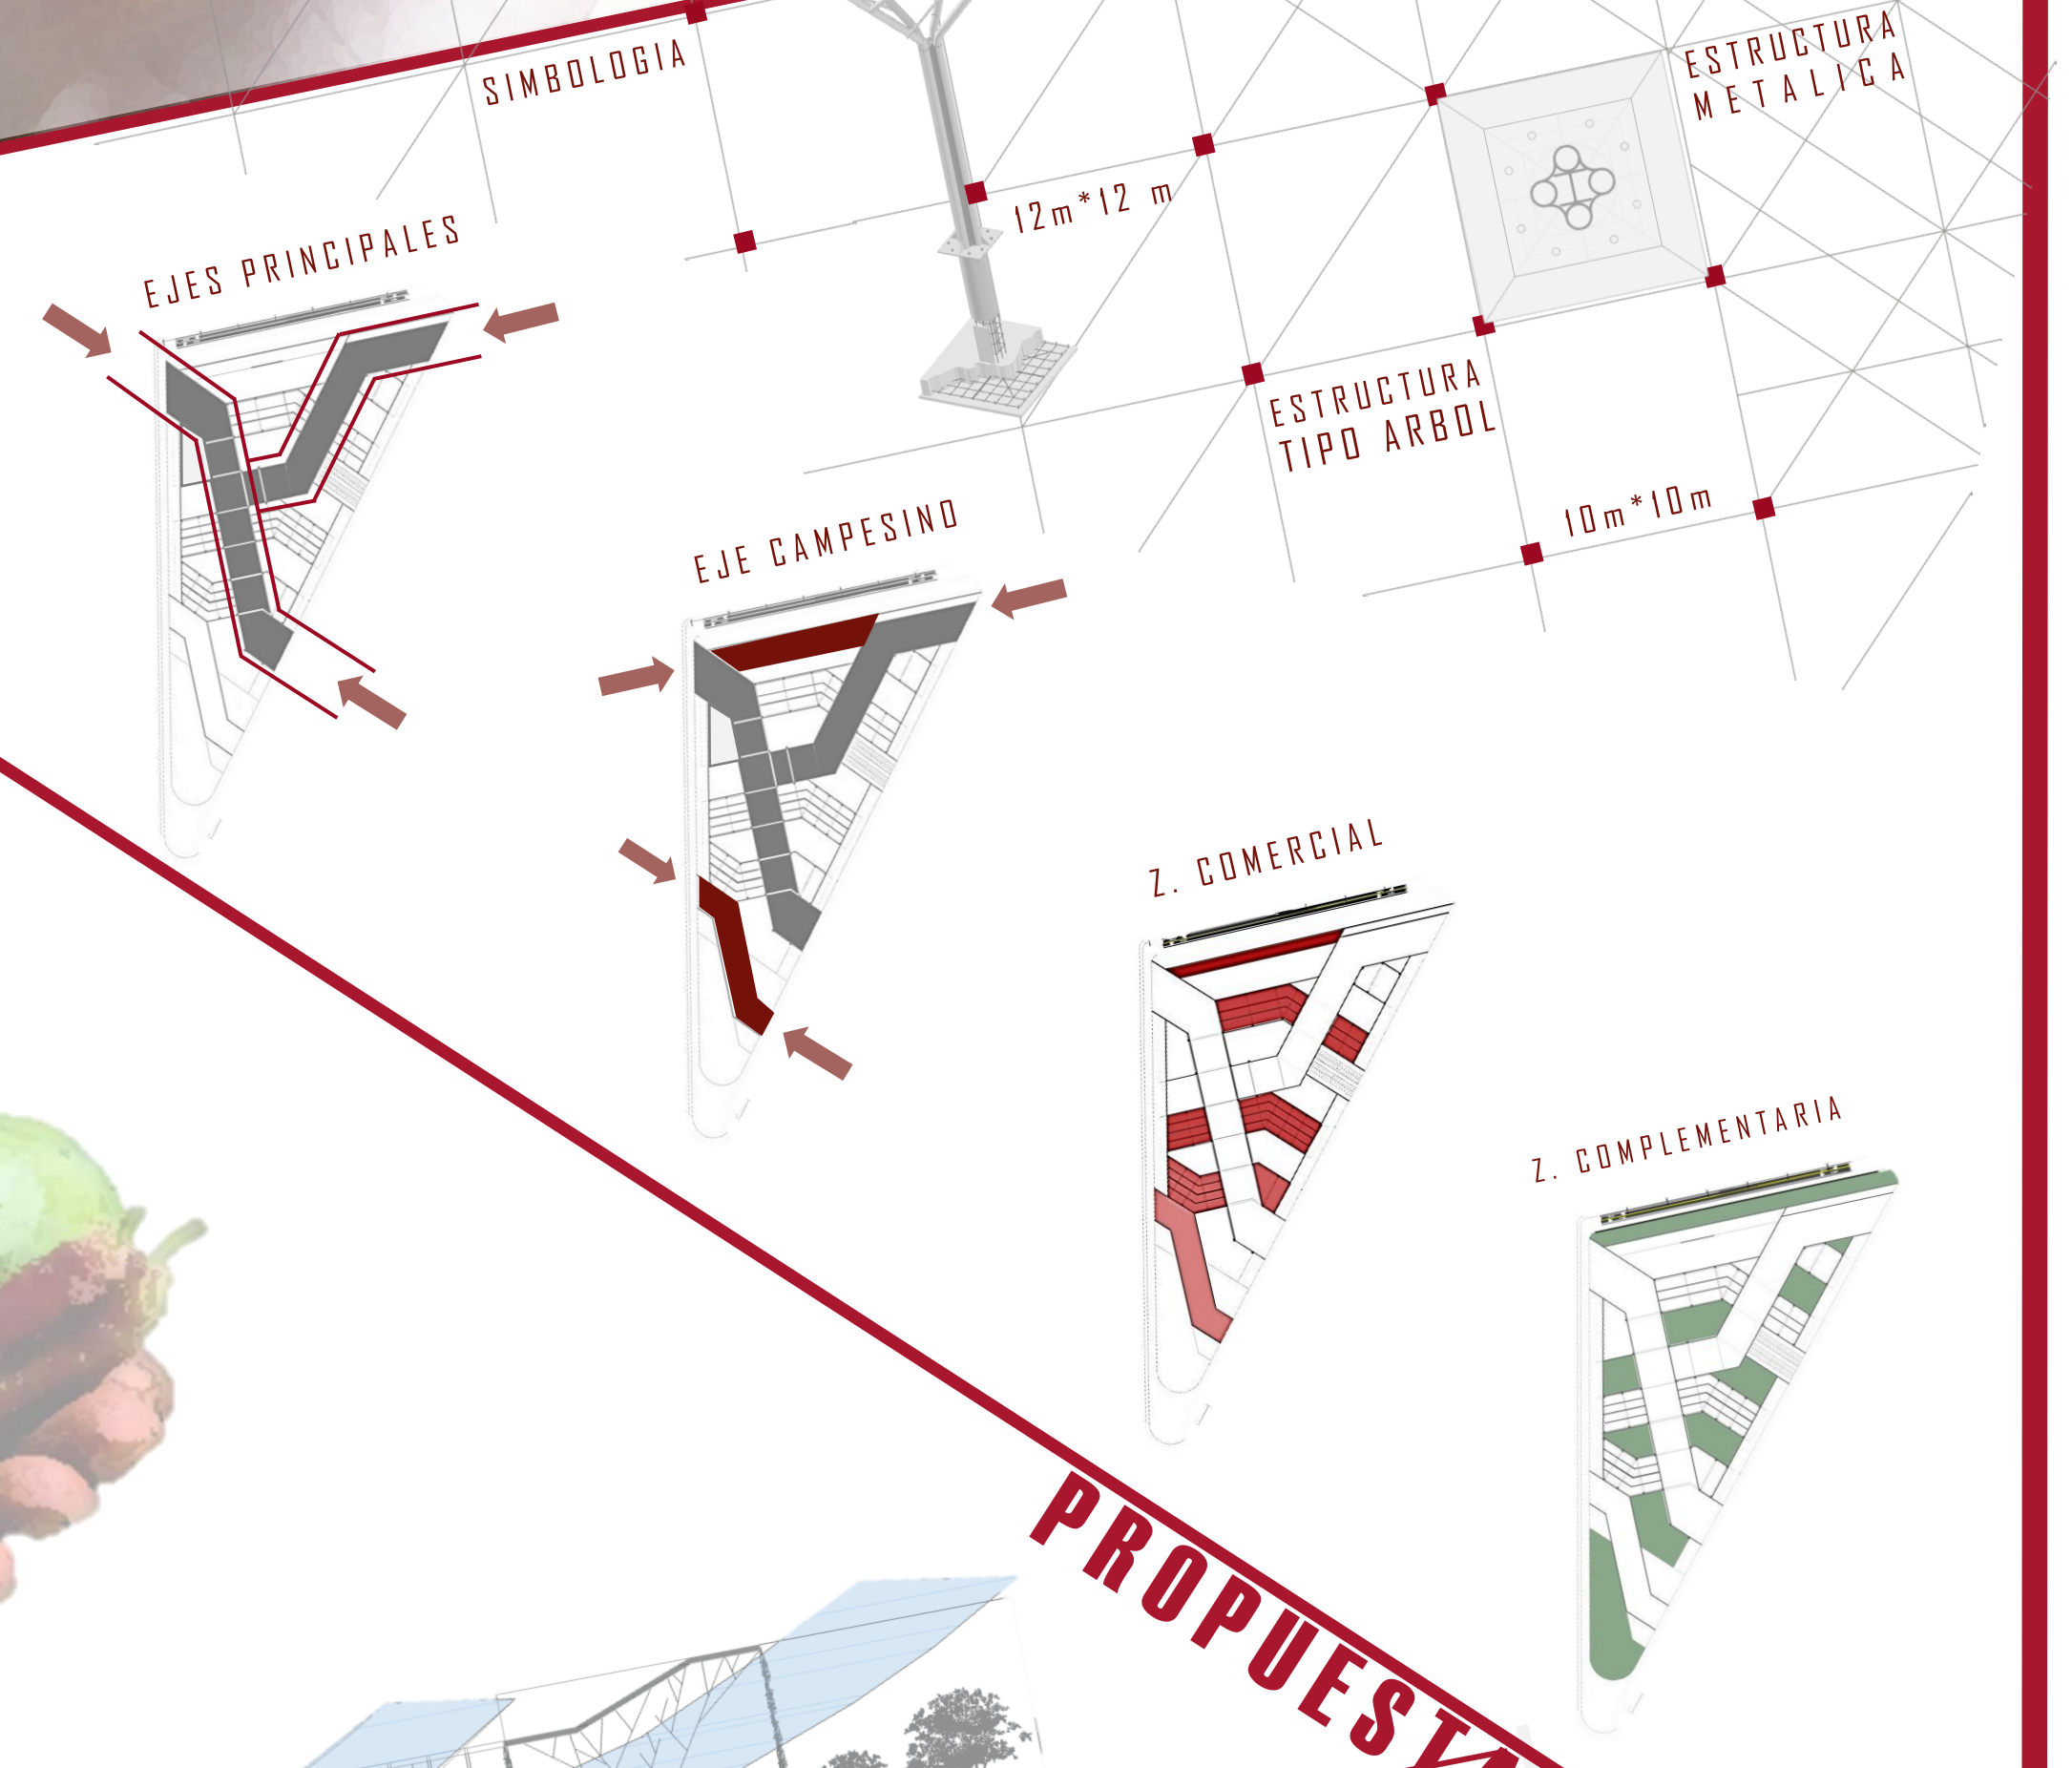 SIMBOLOGIA
ESTRUCTURA
METALICA
12m*12 m
EJES PRINCIPALES
ESTRUCTURA
TIPO ARBOL
10m*10m
EJE CAMPESINO
Z. COMERCIAL
Z. COMPLEMENTARIA
PROPUESTA